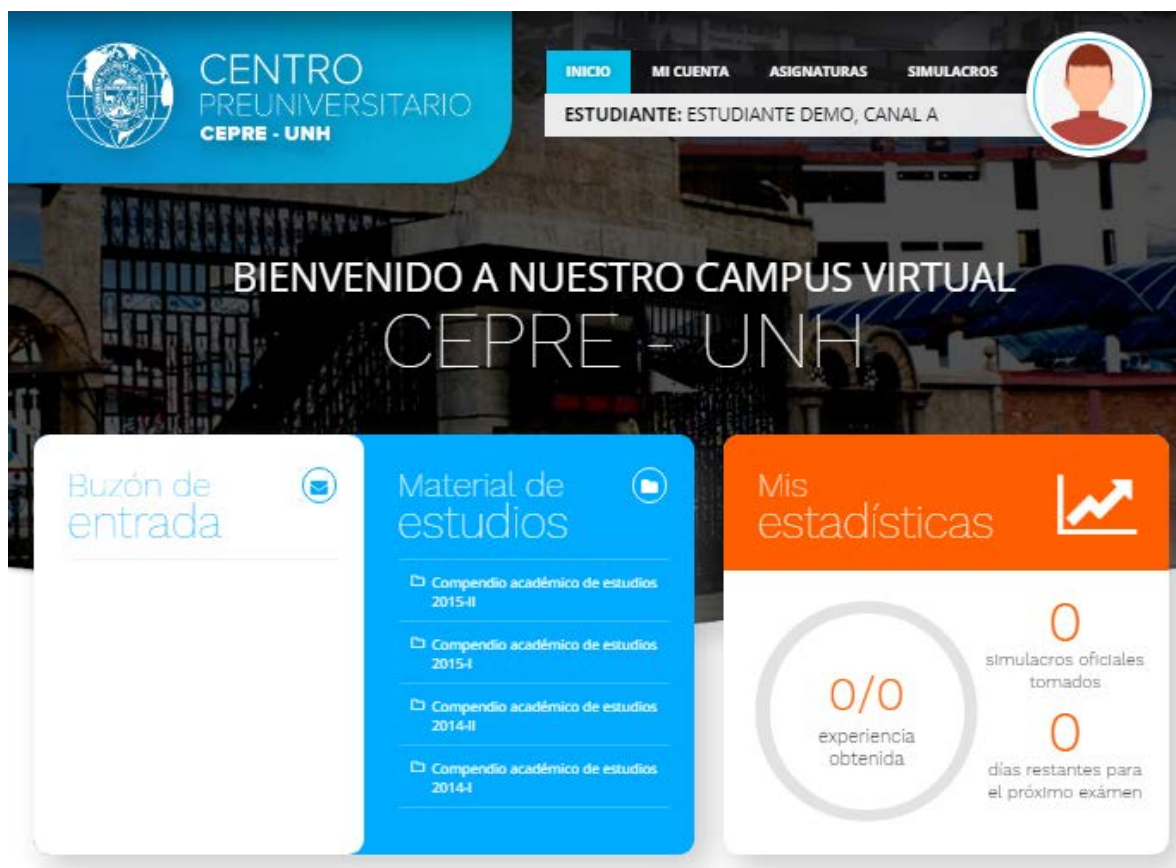 CENTRO
PREUNIVERSITARIO
CEPRE - UNH
INICIO
MI CUENTA
ASIGNATURAS
SIMULACROS
ESTUDIANTE: ESTUDIANTE DEMO, CANAL A
BIENVENIDO A NUESTRO CAMPUS VIRTUAL
CEPRE - UNH
Buzón de
entrada
Material de
estudios
Compendio académico de estudios
2015-II
Compendio académico de estudios
2015-I
Compendio académico de estudios
2014-II
Compendio académico de estudios
2014-I
Mis
estadísticas
0/0
experiencia
obtenida
0
simulacros oficiales
tomados
0
días restantes para
el próximo exámen